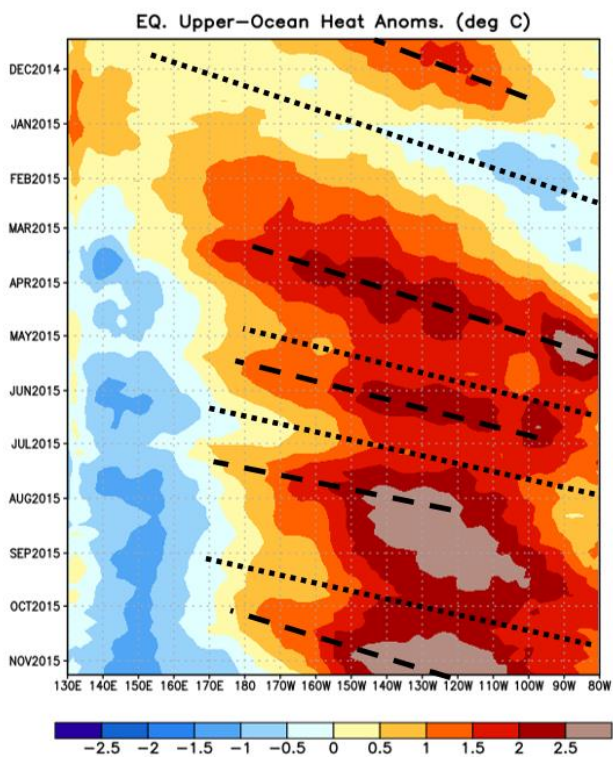 EQ. Upper-Ocean Heat Anoms. (deg C)
DEC2014
JAN2015
FEB2015
MAR2015
APR2015
MAY2015
JUN2015
JUL2015
AUG2015
SEP2015
OCT2015
NOV2015
130E 140E 150E 160E 170E 180 170W 160W 150W 140W 130W 120W 110W 100W 90W 80W
-2.5 -2 -1.5 -1 -0.5 0 0.5 1 1.5 2 2.5